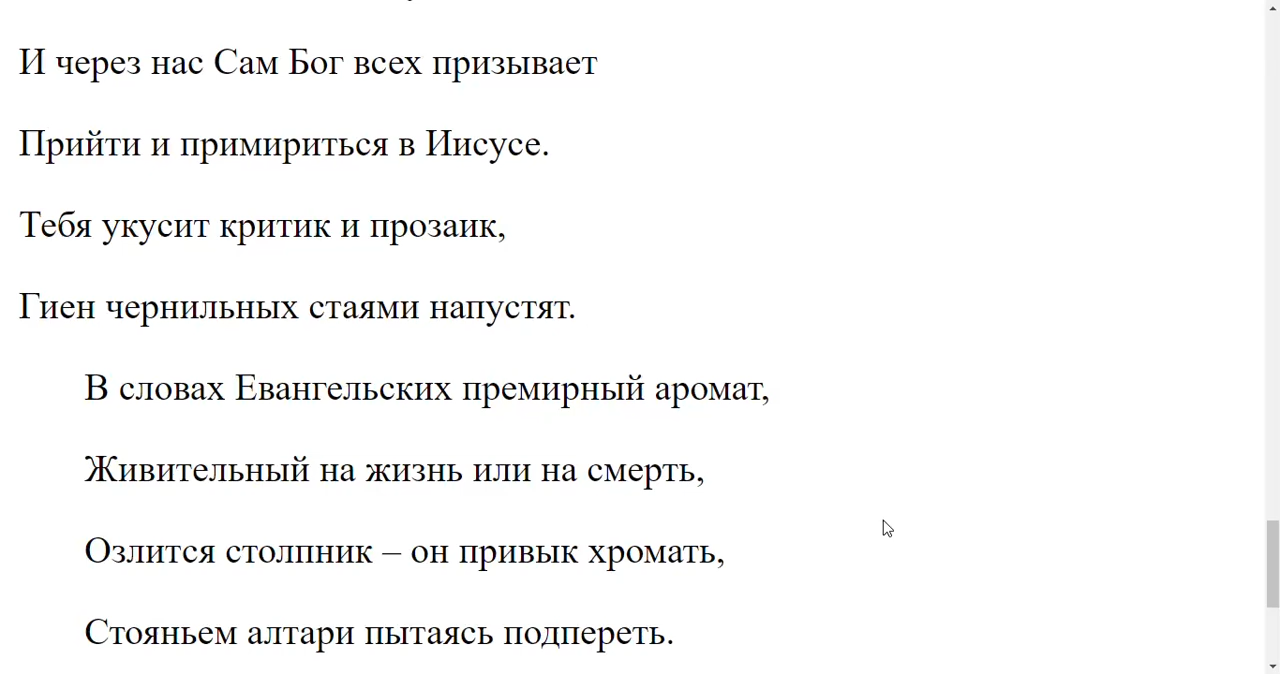 И через нас Сам Бог всех призывает
Прийти и примириться в Иисусе.
Тебя укусит критик и прозаик,
Гиен чернильных стаями напустят.
В словах Евангельских премирный аромат,
Живительный на жизнь или на смерть,
Озлится столпник – он привык хромать,
Стояньем алтари пытаясь подпереть.